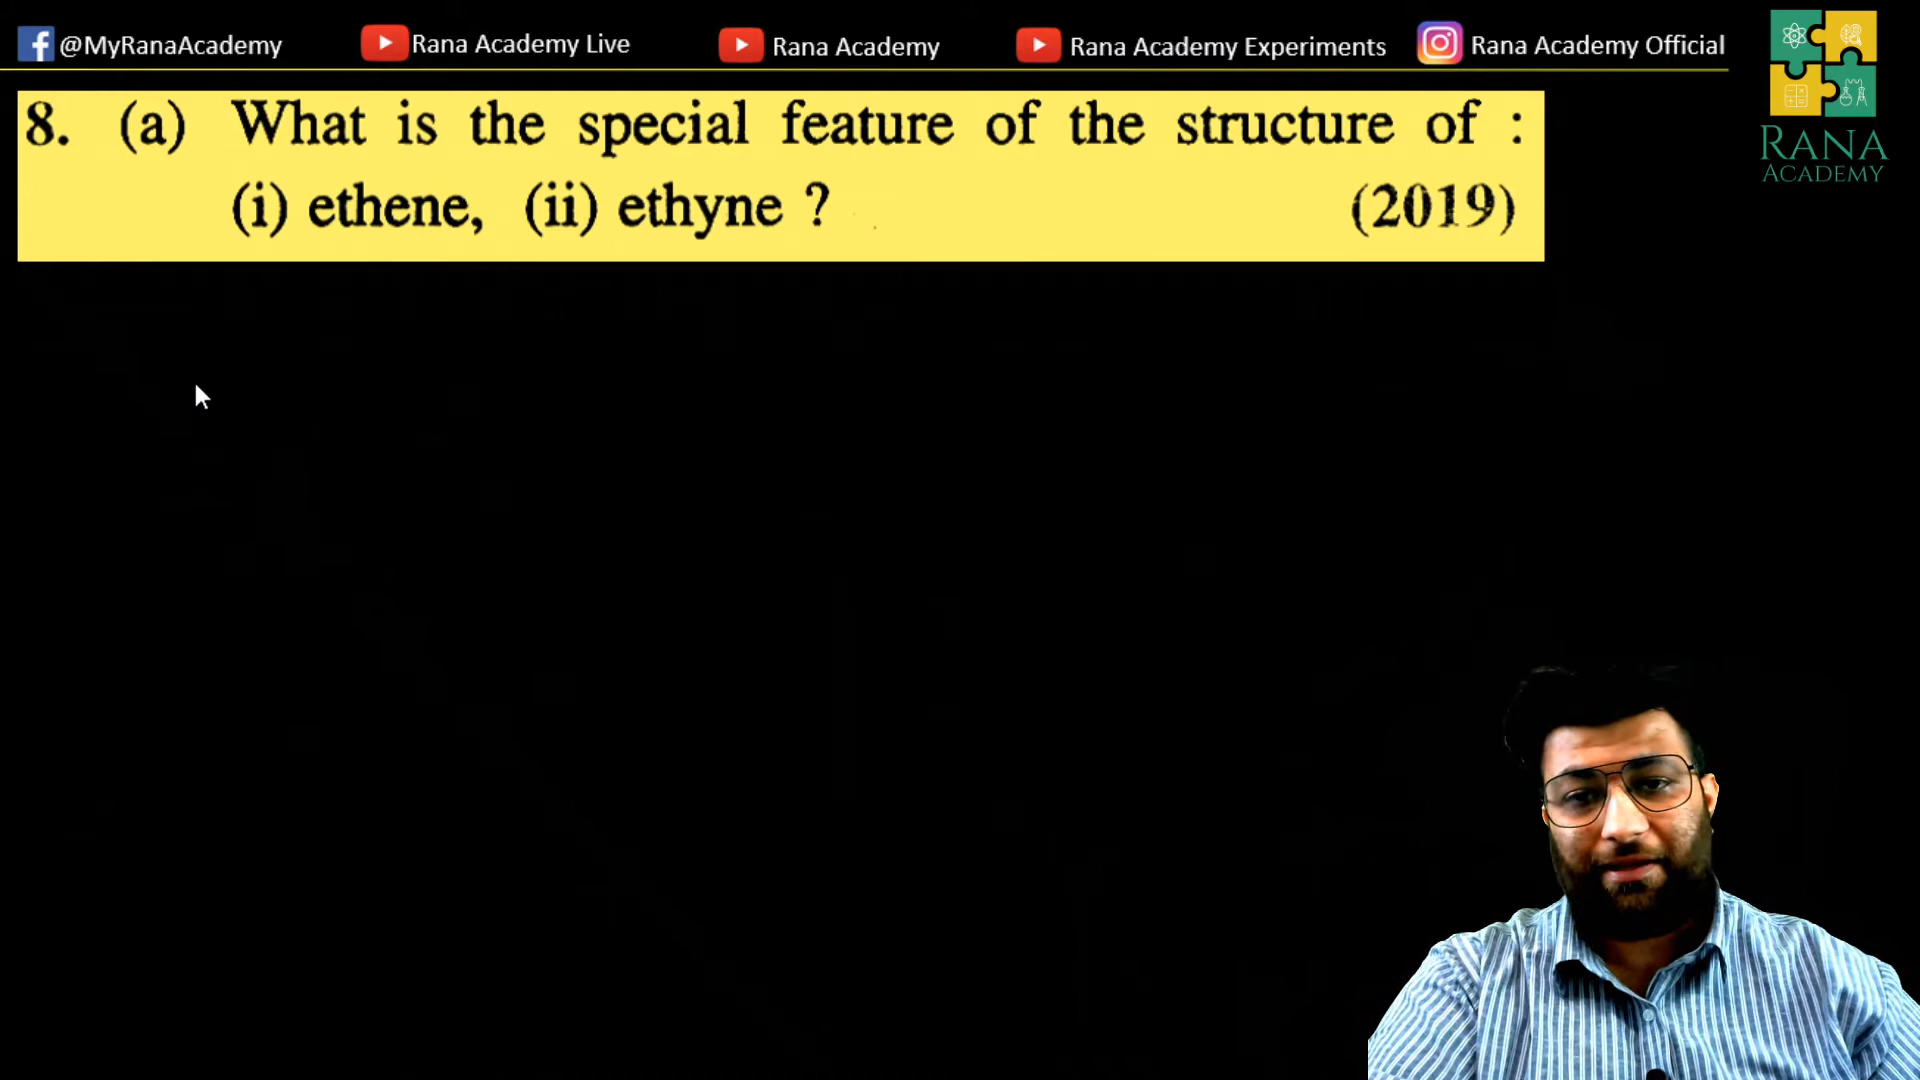 @MyRanaAcademy Rana Academy Live Rana Academy Rana Academy Experiments Rana Academy Official
RANA
ACADEMY
8. (a) What is the special feature of the structure of :
(i) ethene, (ii) ethyne ? (2019)